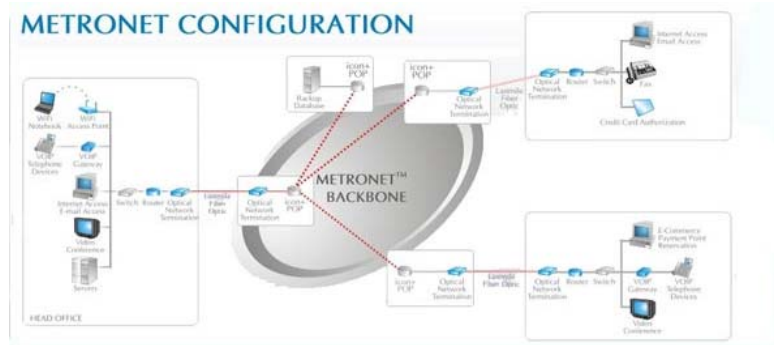 METRONET CONFIGURATION
WiFi
Notebook
WiFi
Access Point
VOIP
Telephone
Devices
VOIP
Gateway
Internet Access
E-mail Access
Switch
Router
Optical
Network
Termination
Video
Conference
Servers
HEAD OFFICE
Lastmile
Fiber
Optic
Optical
Network
Termination
icon+
POP
Backup
Database
icon+
POP
METRONET™
BACKBONE
icon+
POP
Optical
Network
Termination
Lastmile
Fiber
Optic
Optical
Network
Termination
Router
Switch
Internet Access
Email Access
Fax
Credit Card Authorization
icon+
POP
Optical
Network
Termination
Lastmile
Fiber Optic
Optical
Network
Termination
Router
Switch
E-Commerce
Payment Point
Reservation
VOIP
Gateway
VOIP
Telephone
Devices
Video
Conference